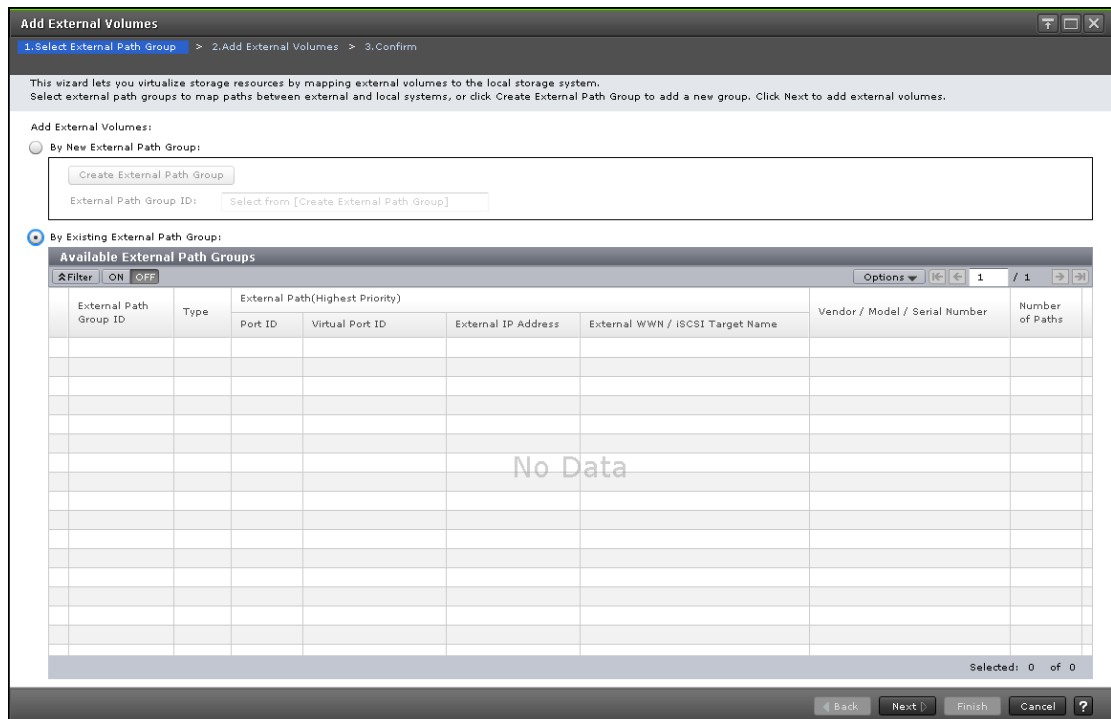 Add External Volumes
1.Select External Path Group > 2.Add External Volumes > 3.Confirm
This wizard lets you virtualize storage resources by mapping external volumes to the local storage system.
Select external path groups to map paths between external and local systems, or click Create External Path Group to add a new group. Click Next to add external volumes.
Add External Volumes:
By New External Path Group:
Create External Path Group
External Path Group ID: Select from [Create External Path Group]
By Existing External Path Group:
Available External Path Groups
Filter ON OFF Options 1 / 1
External Path Group ID
Type
External Path(Highest Priority)
Port ID
Virtual Port ID
External IP Address
External WWN / iSCSI Target Name
Vendor / Model / Serial Number
Number of Paths
No Data
Selected: 0 of 0
Back Next Finish Cancel ?